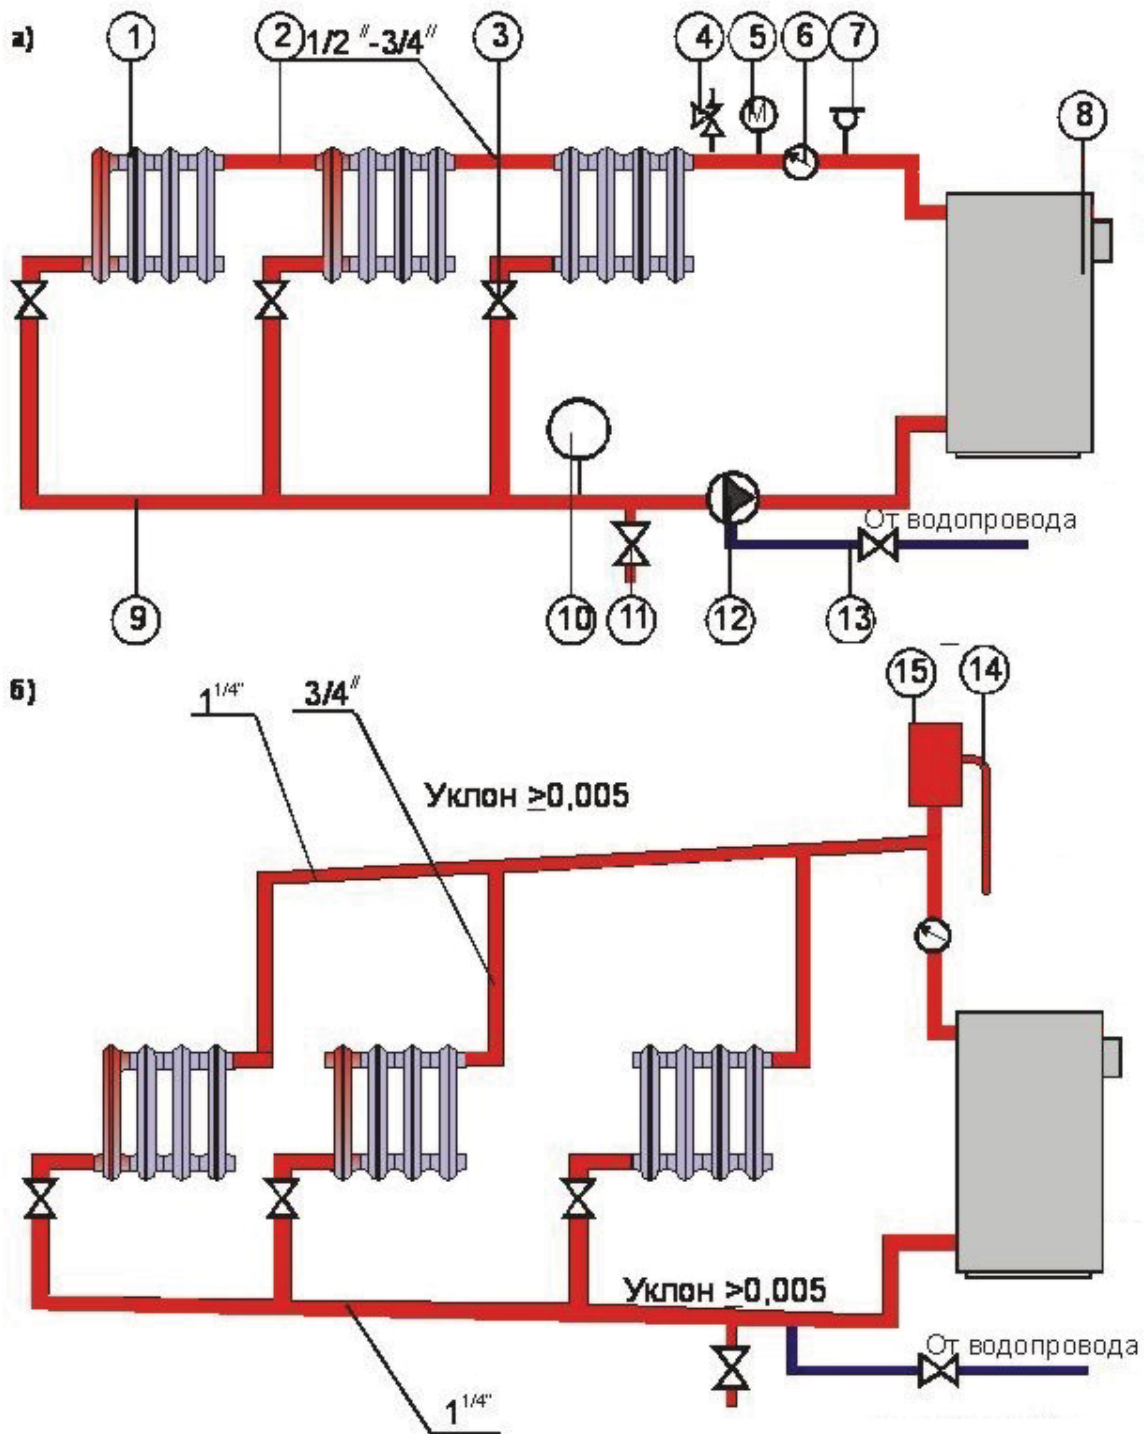 а)
1 2 1/2 "-3/4" 3 4 5 6 7
М
8
От водопровода
9 10 11 12 13
б)
15 14
1 1/4" 3/4"
Уклон ≥0,005
Уклон ≥0,005
От водопровода
1 1/4"